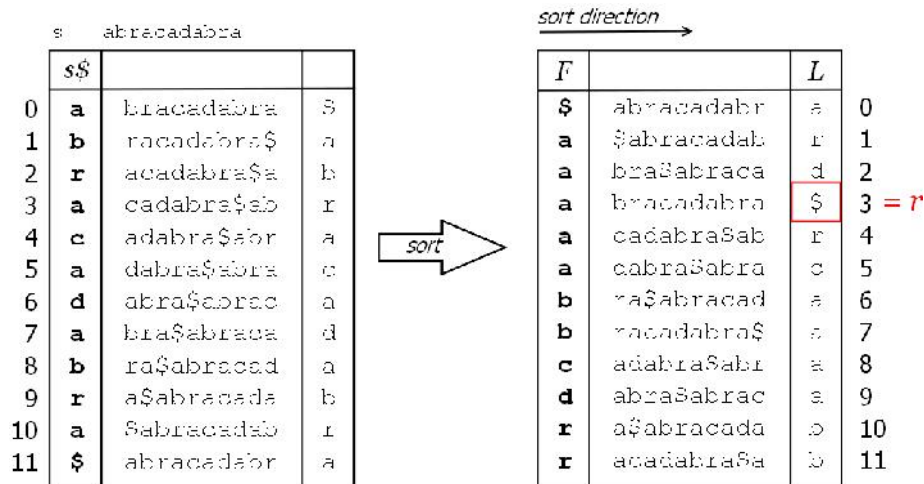 sort direction
s abracadabra
s$ F L
0 a bracadabra $ $ abracadabr a 0
1 b racadabra$ a a $abracadab r 1
2 r acadabra$a b a bra$abraca d 2
3 a cadabra$ab r a bracadabra $ 3 = r
4 c adabra$abr a sort a cadabra$ab r 4
5 a dabra$abra c a dabra$abra c 5
6 d abra$abrac a b ra$abracad a 6
7 a bra$abraca d b racadabra$ a 7
8 b ra$abracad a c adabra$abr a 8
9 r a$abracada b d abra$abrac a 9
10 a $abracadab r r a$abracada b 10
11 $ abracadabr a r acadabra$a b 11